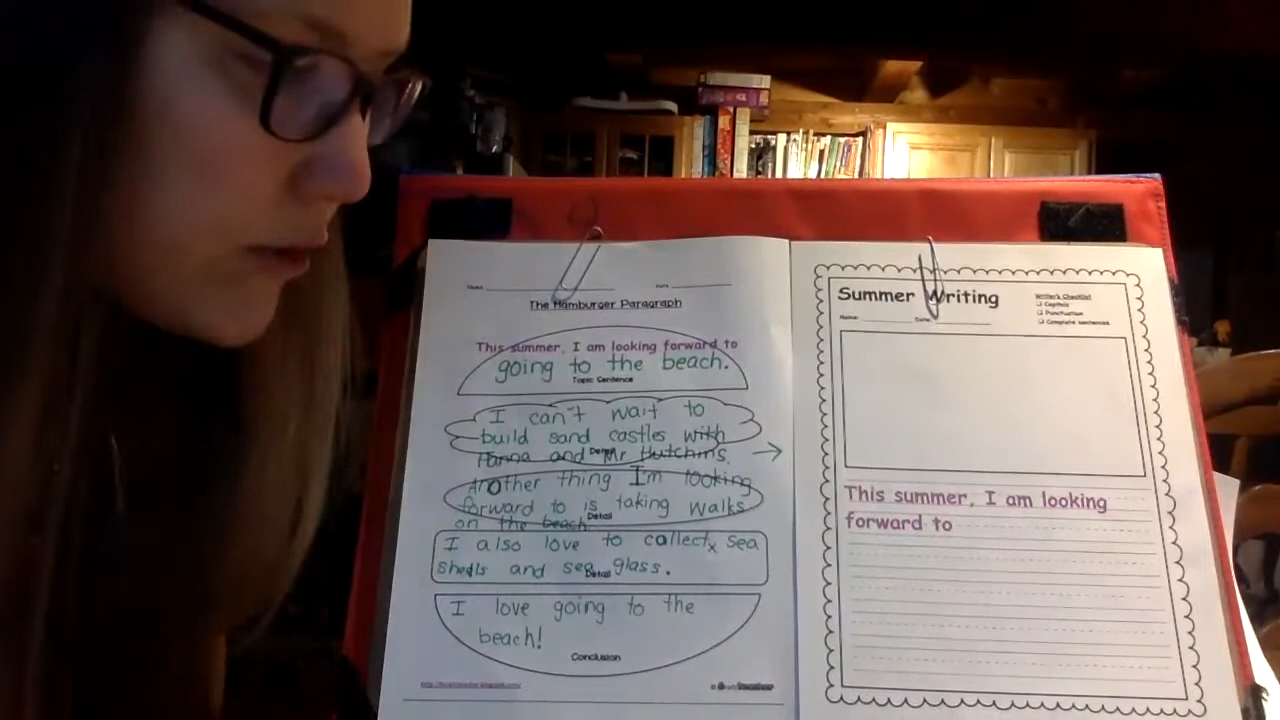 Name: Date
The Hamburger Paragraph
This summer, I am looking forward to
going to the beach.
Topic Sentence
I can't wait to
build sand castles with
Hanna and Mr Hutchins.
Detail
Another thing I'm looking
forward to is taking walks
on the beach
Detail
I also love to collect sea
shells and sea glass.
Detail
I love going to the
beach!
Conclusion
Summer Writing
Name: Date:
Writer's Checklist
Capitals
Punctuation
Complete sentences
This summer, I am looking
forward to